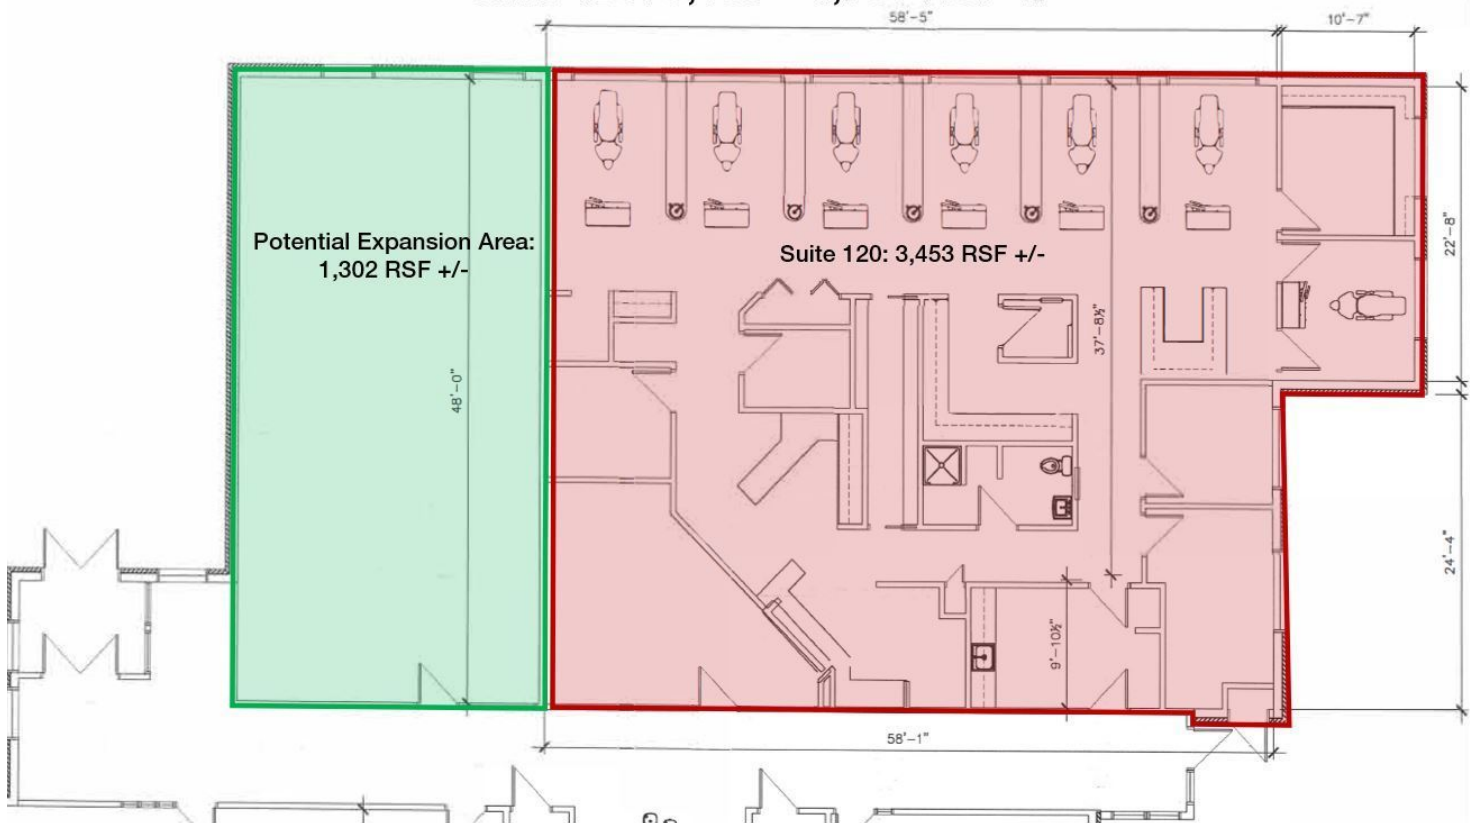 58'-5"
10'-7"
Potential Expansion Area:
1,302 RSF +/-
Suite 120: 3,453 RSF +/-
22'-8"
37'-8½"
48'-0"
24'-4"
9'-10½"
58'-1"